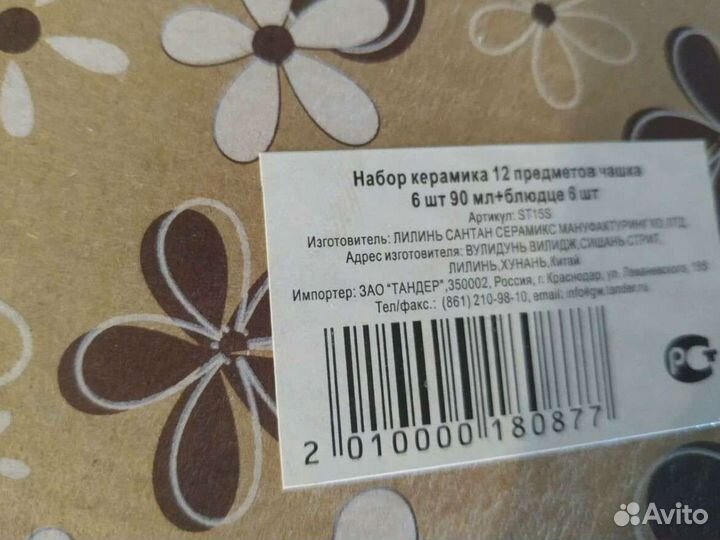 Набор керамика 12 предметов чашка
6 шт 90 мл+блюдце 6 шт
Артикул: ST15S
Изготовитель: ЛИЛИНЬ САНТАН СЕРАМИКС МАНУФАКТУРИНГ КО.ЛТД.
Адрес изготовителя: ВУЛИДУНЬ ВИЛИДЖ,СИШАНЬ СТРИТ,
ЛИЛИНЬ,ХУНАНЬ,Китай
Импортер: ЗАО "ТАНДЕР",350002, Россия, г. Краснодар, ул. Леваневского, 185
Тел/факс.: (861) 210-98-10, email: info@gw.tander.ru
РСТ
2 010000 180877
Avito